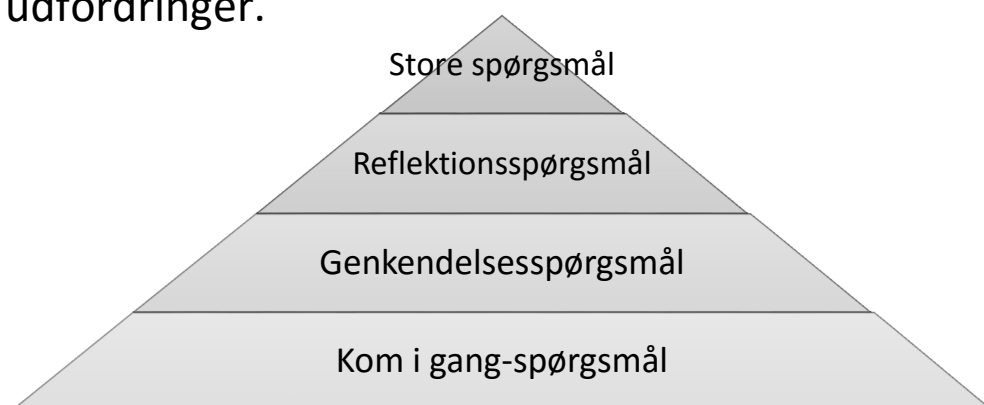 udfordringer.
Store spørgsmål
Reflektionsspørgsmål
Genkendelsesspørgsmål
Kom i gang-spørgsmål